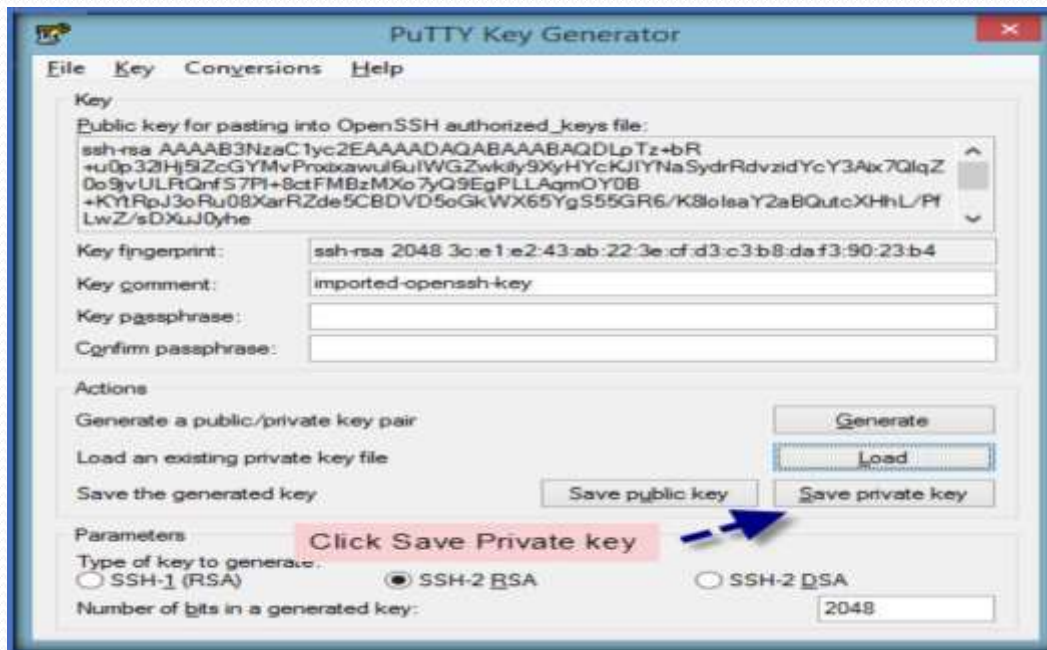 PuTTY Key Generator
File Key Conversions Help
Key
Public key for pasting into OpenSSH authorized_keys file:
ssh-rsa AAAAB3NzaC1yc2EAAAADAQABAAABAQDLpTz+bR
LwZ/sDXuJ0yhe
Key fingerprint: ssh-rsa 2048 3c:e1:e2:43:ab:22:3e:cf:d3:c3:b8:da:f3:90:23:b4
Key comment: imported-openssh-key
Key passphrase:
Confirm passphrase:
Actions
Generate a public/private key pair Generate
Load an existing private key file Load
Save the generated key Save public key Save private key
Parameters
Click Save Private key
Type of key to generate:
SSH-1 (RSA) SSH-2 RSA SSH-2 DSA
Number of bits in a generated key: 2048